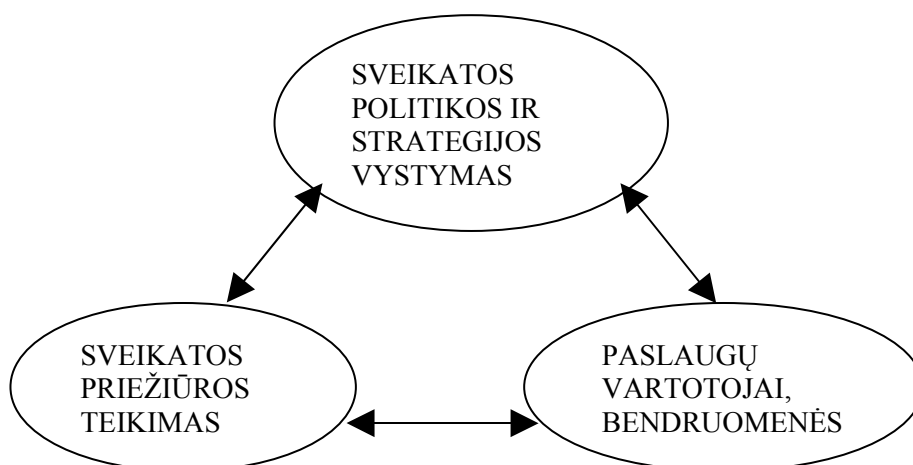 SVEIKATOS
POLITIKOS IR
STRATEGIJOS
VYSTYMAS
SVEIKATOS
PRIEŽIŪROS
TEIKIMAS
PASLAUGŲ
VARTOTOJAI,
BENDRUOMENĖS